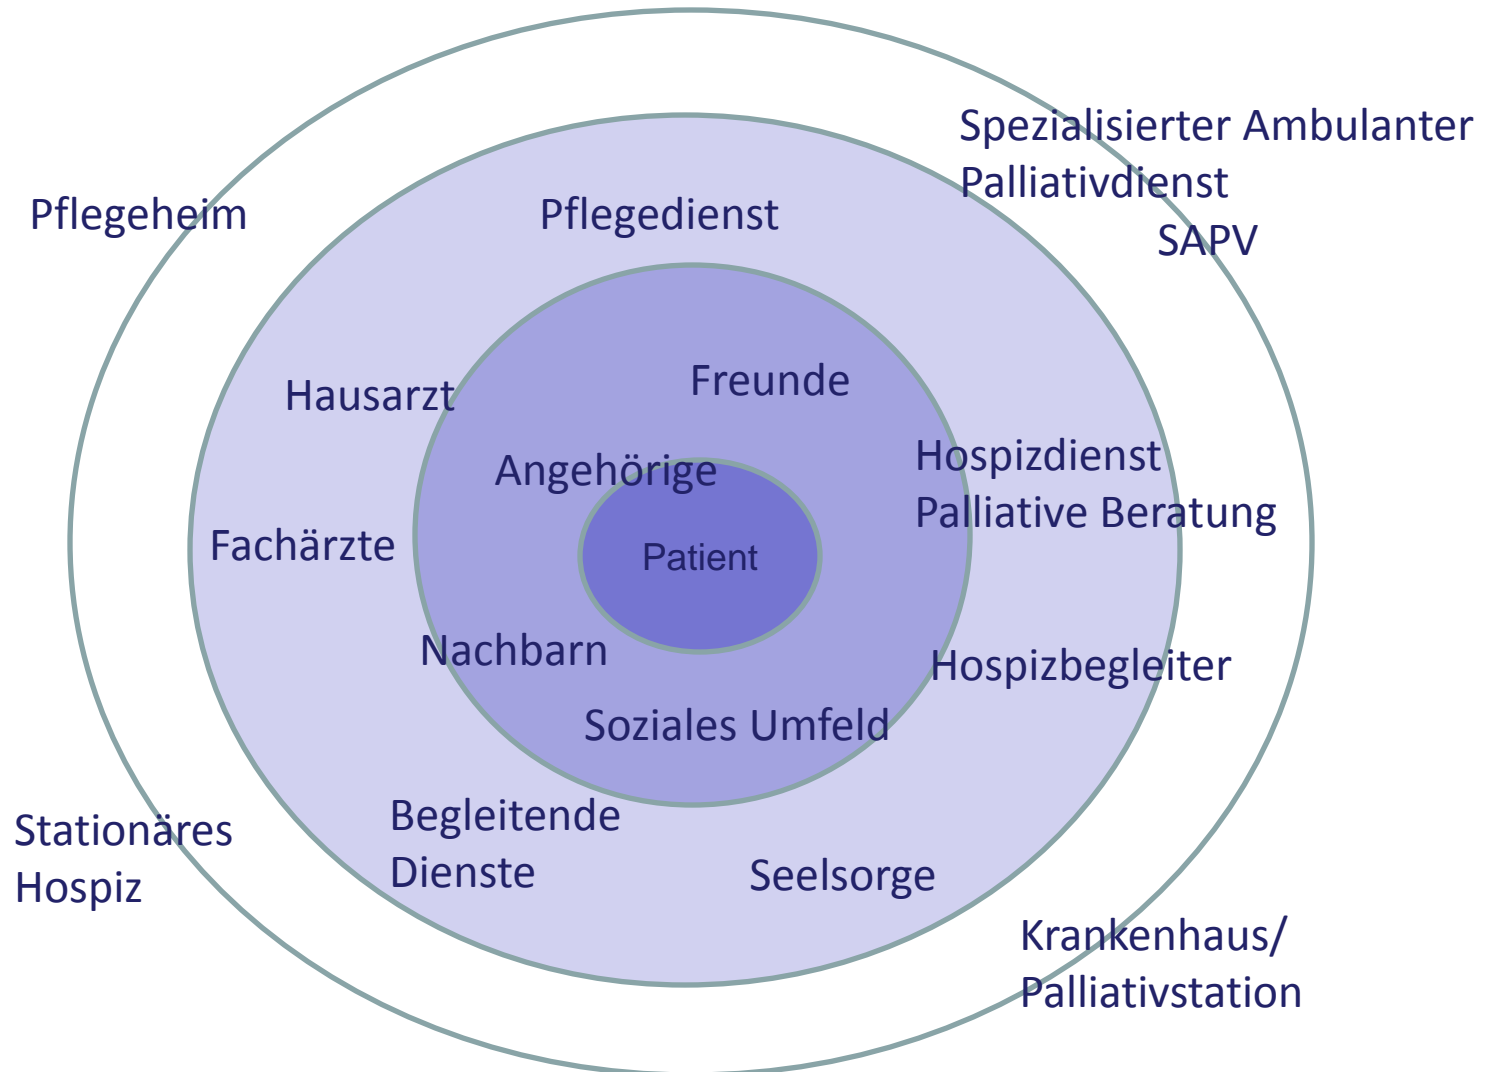 Spezialisierter Ambulanter
Palliativdienst
SAPV
Pflegeheim
Pflegedienst
Freunde
Hausarzt
Angehörige
Hospizdienst
Palliative Beratung
Fachärzte
Patient
Nachbarn
Hospizbegleiter
Soziales Umfeld
Begleitende
Dienste
Stationäres
Hospiz
Seelsorge
Krankenhaus/
Palliativstation